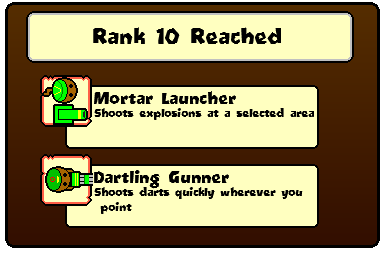 Rank 10 Reached
Mortar Launcher
Shoots explosions at a selected area
Dartling Gunner
Shoots darts quickly wherever you
point